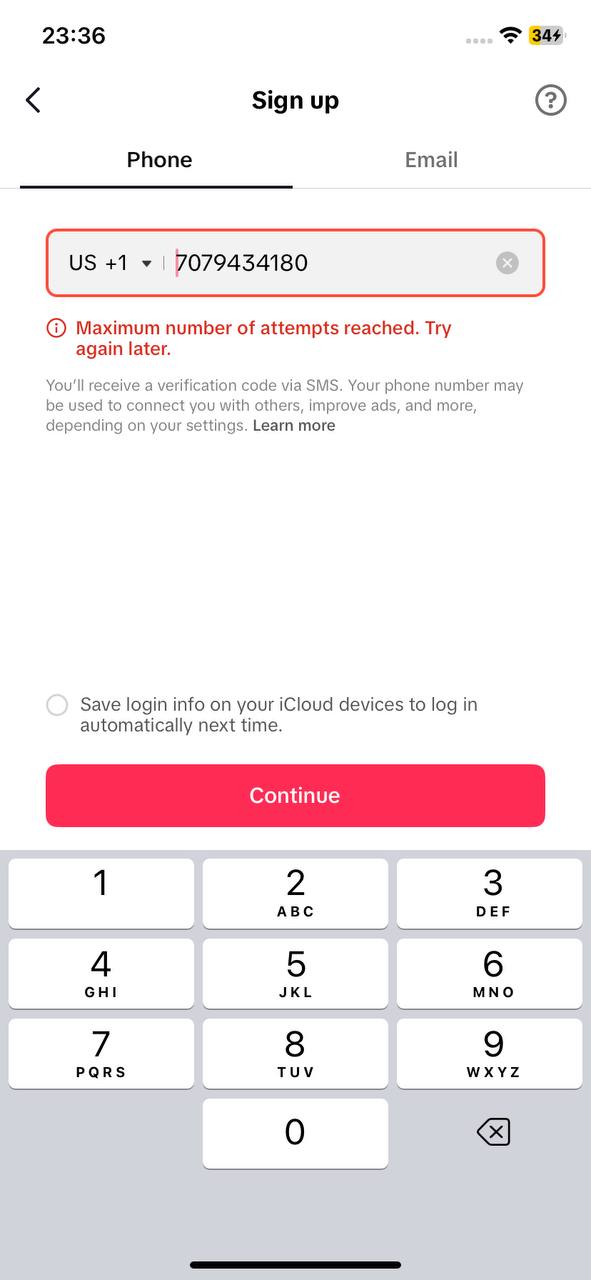 23:36
34
Sign up
Phone
Email
US +1
7079434180
Maximum number of attempts reached. Try
again later.
You’ll receive a verification code via SMS. Your phone number may
be used to connect you with others, improve ads, and more,
depending on your settings. Learn more
Save login info on your iCloud devices to log in
automatically next time.
Continue
1
2
ABC
3
DEF
4
GHI
5
JKL
6
MNO
7
PQRS
8
TUV
9
WXYZ
0